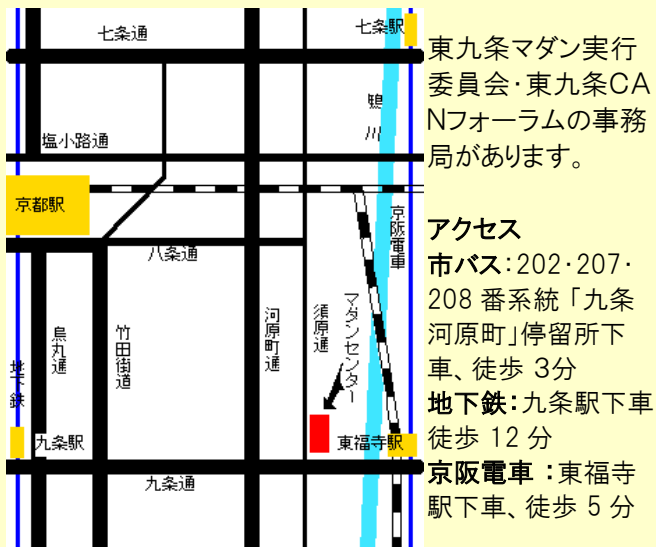 七条通
七条駅
鴨川
塩小路通
京都駅
京阪電車
八条通
烏丸通
竹田街道
河原町通
須原通
マダンセンター
地下鉄
九条駅
東福寺駅
九条通
東九条マダン実行
委員会・東九条CA
Nフォーラムの事務
局があります。
アクセス
市バス:202・207・
208 番系統 「九条
河原町」停留所下
車、徒歩 3分
地下鉄:九条駅下車
徒歩 12 分
京阪電車 :東福寺
駅下車、徒歩 5 分